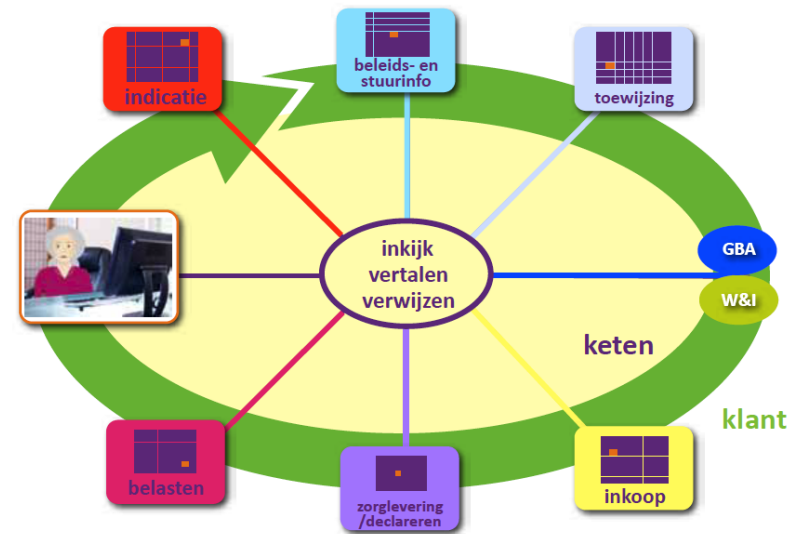 indicatie
beleids- en
stuurinfo
toewijzing
inkijk
vertalen
verwijzen
GBA
W&I
keten
klant
belasten
zorglevering
/declareren
inkoop